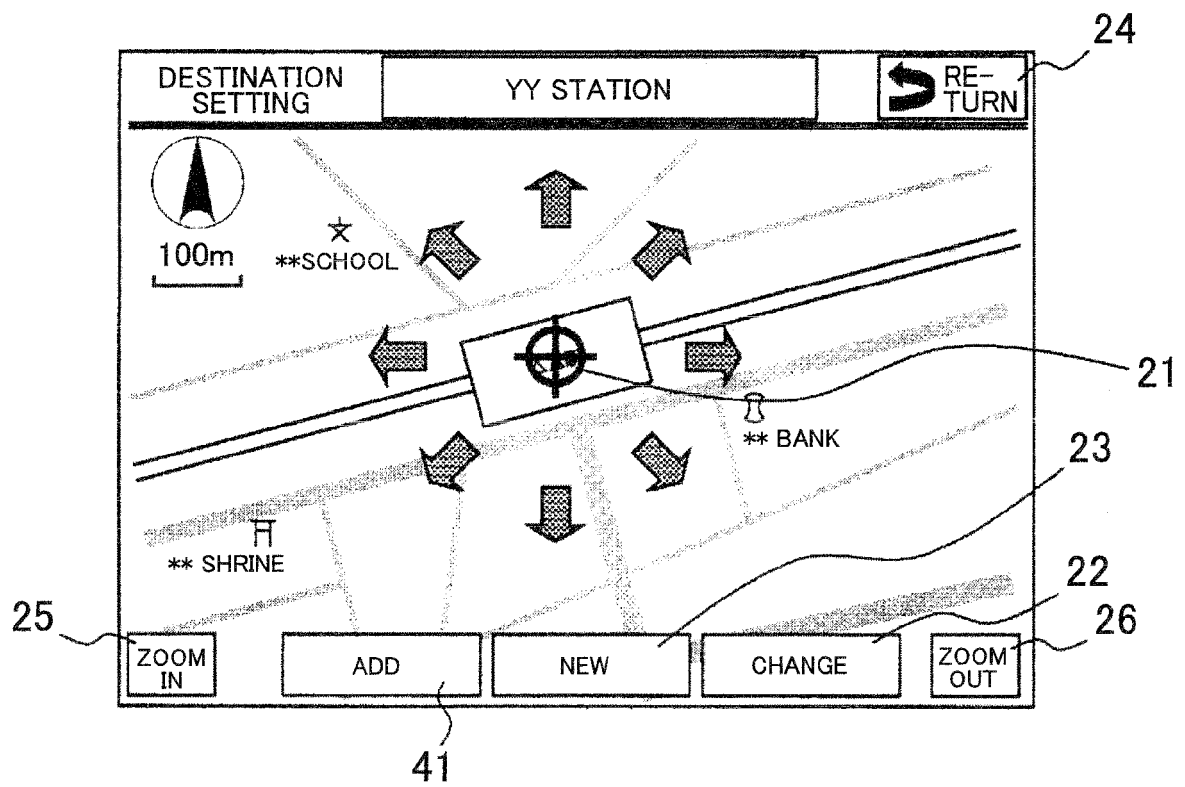 24
DESTINATION
SETTING
YY STATION
RE-
TURN
100m
**SCHOOL
21
** BANK
23
** SHRINE
22
25
26
ZOOM
IN
ADD
NEW
CHANGE
ZOOM
OUT
41